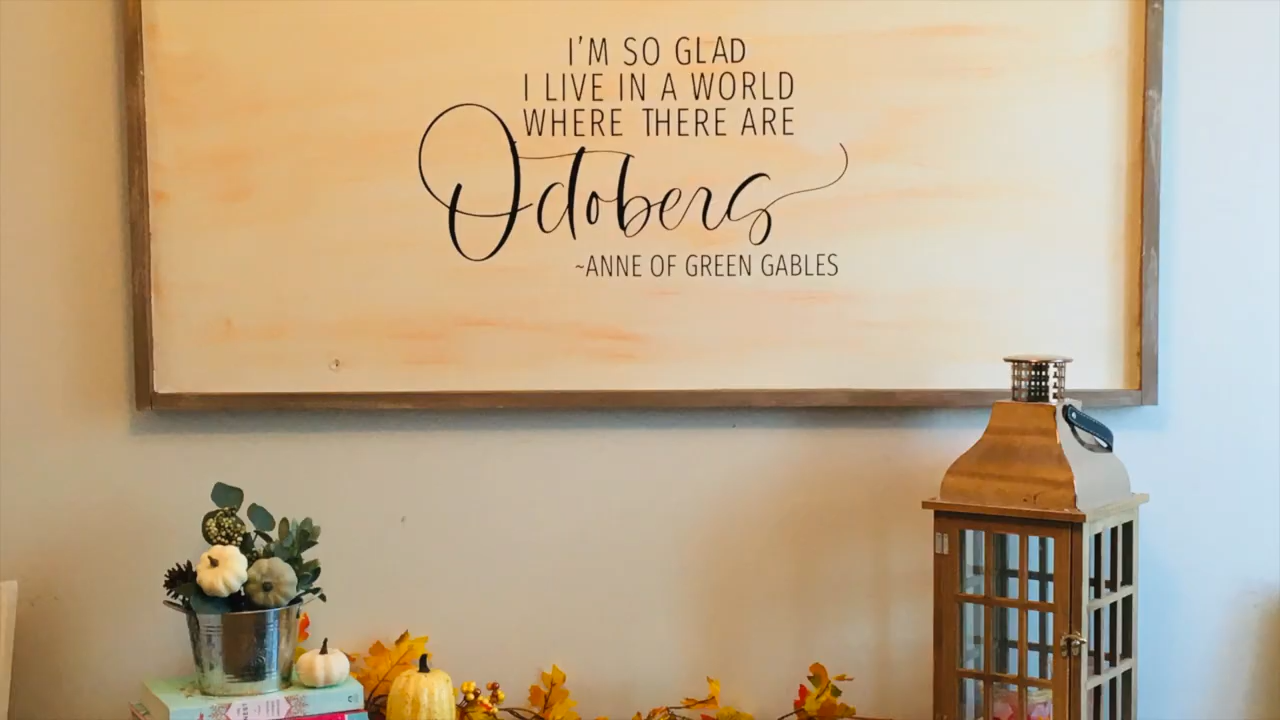 I'M SO GLAD
I LIVE IN A WORLD
WHERE THERE ARE
Octobers
~ANNE OF GREEN GABLES